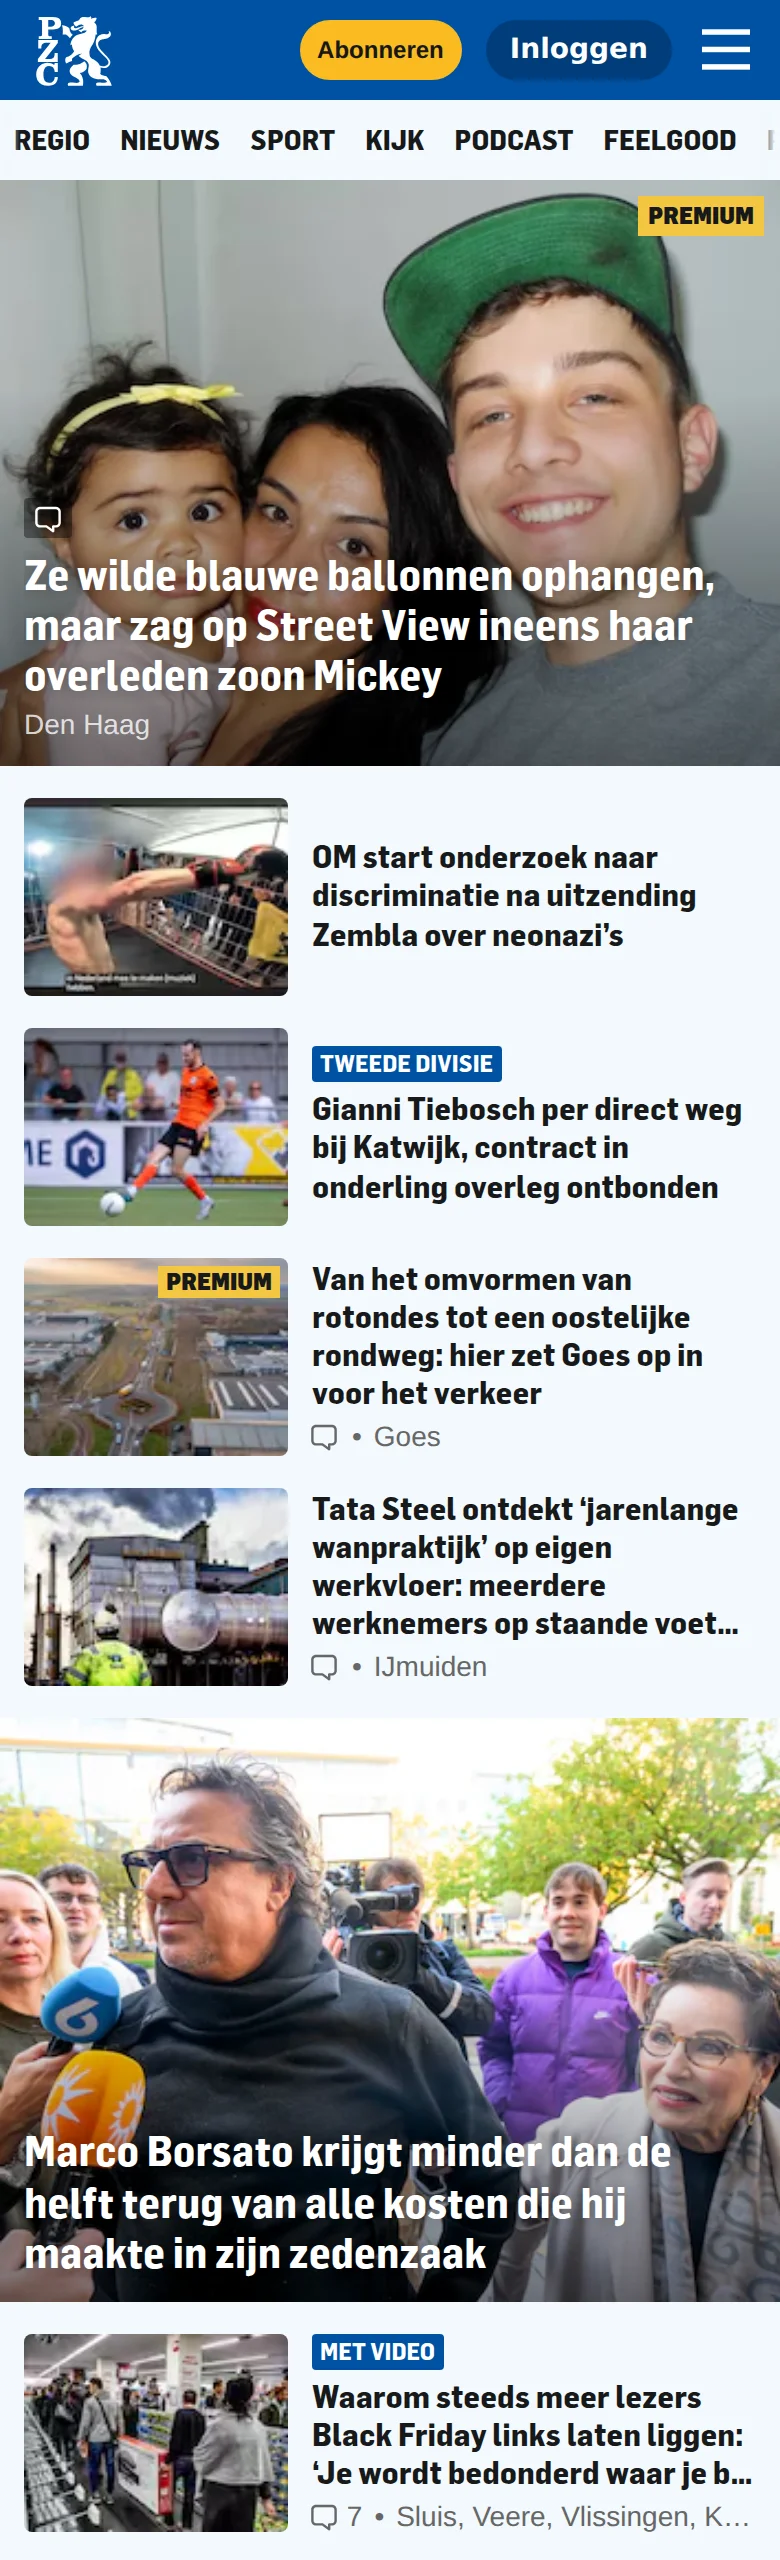 PZC
Abonneren
Inloggen
REGIO NIEUWS SPORT KIJK PODCAST FEELGOOD
PREMIUM
Ze wilde blauwe ballonnen ophangen,
maar zag op Street View ineens haar
overleden zoon Mickey
Den Haag
OM start onderzoek naar
discriminatie na uitzending
Zembla over neonazi’s
TWEEDE DIVISIE
Gianni Tiebosch per direct weg
bij Katwijk, contract in
onderling overleg ontbonden
PREMIUM
Van het omvormen van
rotondes tot een oostelijke
rondweg: hier zet Goes op in
voor het verkeer
• Goes
Tata Steel ontdekt ‘jarenlange
wanpraktijk’ op eigen
werkvloer: meerdere
werknemers op staande voet...
• IJmuiden
Marco Borsato krijgt minder dan de
helft terug van alle kosten die hij
maakte in zijn zedenzaak
MET VIDEO
Waarom steeds meer lezers
Black Friday links laten liggen:
‘Je wordt bedonderd waar je b...
7 • Sluis, Veere, Vlissingen, K...